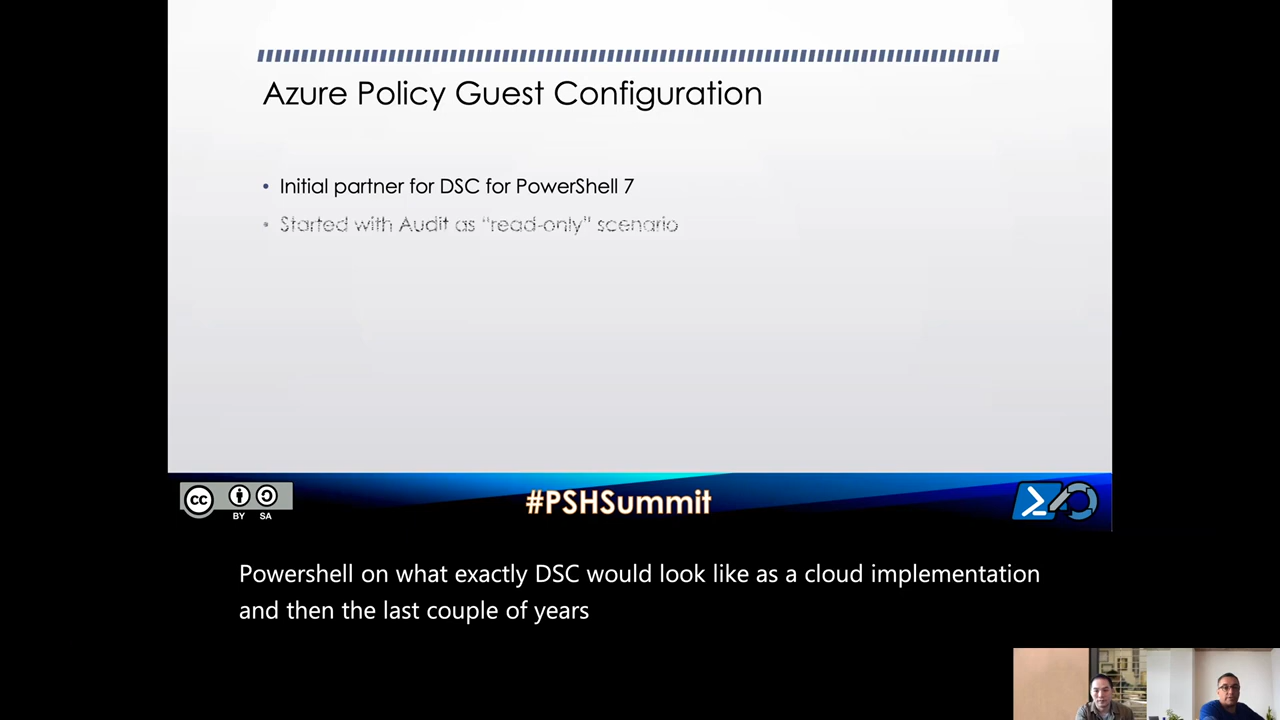 Azure Policy Guest Configuration
• Initial partner for DSC for PowerShell 7
• Started with Audit as “read-only” scenario
cc
BY SA
#PSHSummit
Powershell on what exactly DSC would look like as a cloud implementation
and then the last couple of years